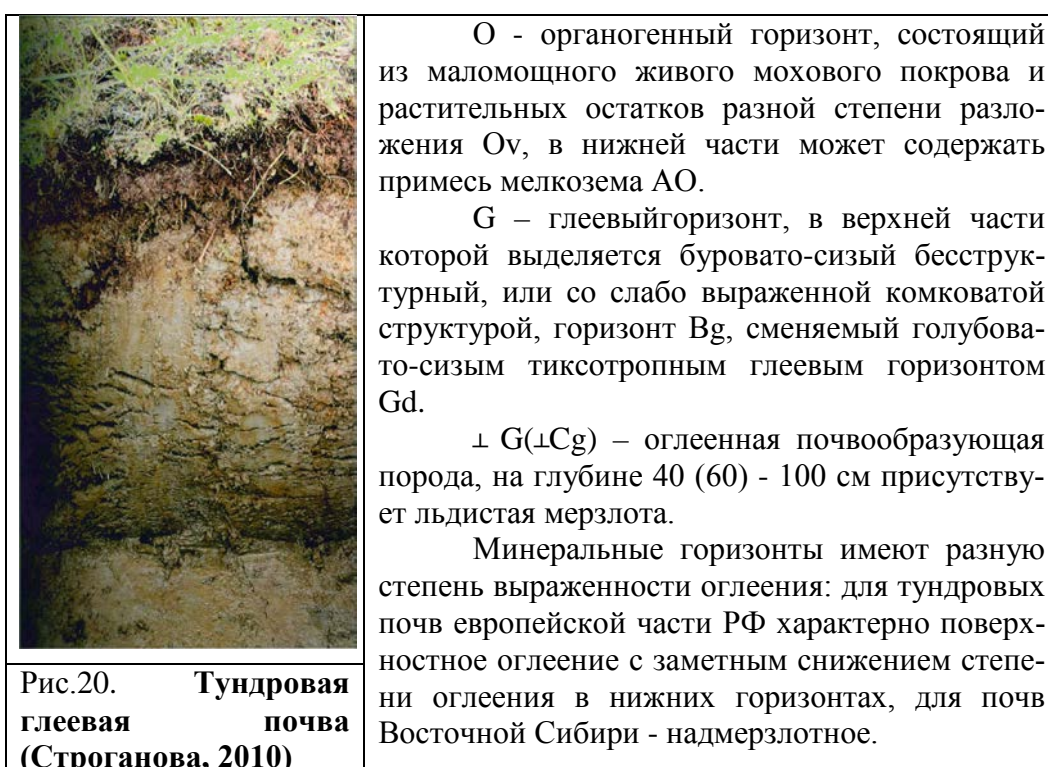 О - органогенный горизонт, состоящий
из маломощного живого мохового покрова и
растительных остатков разной степени разло-
жения Ov, в нижней части может содержать
примесь мелкозема АО.
G – глеевыйгоризонт, в верхней части
которой выделяется буровато-сизый бесструк-
турный, или со слабо выраженной комковатой
структурой, горизонт Bg, сменяемый голубова-
то-сизым тиксотропным глеевым горизонтом
Gd.
⊥ G(⊥Cg) – оглеенная почвообразующая
порода, на глубине 40 (60) - 100 см присутству-
ет льдистая мерзлота.
Минеральные горизонты имеют разную
степень выраженности оглеения: для тундровых
почв европейской части РФ характерно поверх-
ностное оглеение с заметным снижением степе-
ни оглеения в нижних горизонтах, для почв
Восточной Сибири - надмерзлотное.
Рис.20. Тундровая
глеевая почва
(Строганова, 2010)